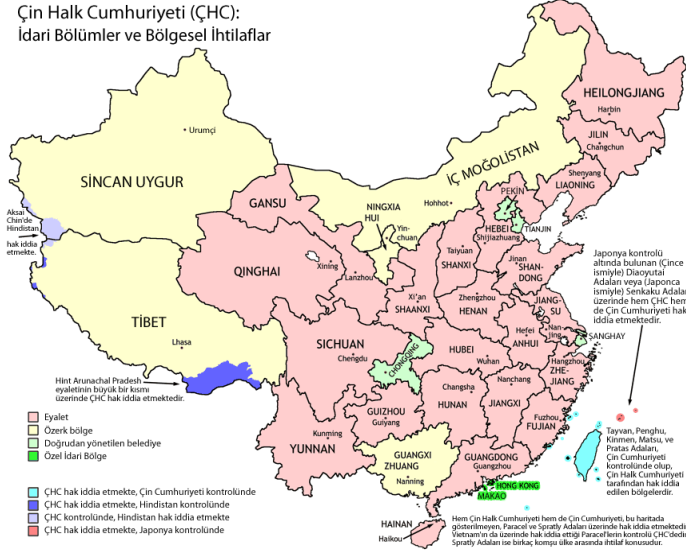 Çin Halk Cumhuriyeti (ÇHC):
İdari Bölümler ve Bölgesel İhtilaflar
HEILONGJIANG
Harbin
JILIN
Changchun
Urumçi
İÇ MOĞOLİSTAN
Shenyang
LIAONING
SİNCAN UYGUR
GANSU
NINGXIA
HUI
Hohhot
PEKİN
Aksai
Chin'de
Hindistan
hak iddia
etmekte.
Yin-
chuan
HEBEI
Shijiazhuang
TIANJIN
Taiyuan
SHANXI
Jinan
SHAN-
DONG
Japonya kontrolü
altında bulunan (Çince
ismiyle) Diaoyutai
Adaları veya (Japonca
ismiyle) Senkaku Adaları
üzerinde hem ÇHC hem
de Çin Cumhuriyeti hak
iddia etmektedir.
QINGHAI
Xining
Lanzhou
Xi'an
SHAANXI
Zhengzhou
HENAN
JIANG-
SU
TİBET
Lhasa
SICHUAN
Chengdu
CHONGQING
HUBEI
Wuhan
Hefei
ANHUI
Nan-
jing
ŞANGHAY
Hangzhou
ZHE-
JIANG
Hint Arunachal Pradesh
eyaletinin büyük bir kısmı
üzerinde ÇHC hak iddia etmektedir.
Changsha
HUNAN
Nanchang
JIANGXI
GUIZHOU
Guiyang
Fuzhou
FUJIAN
Kunming
YUNNAN
GUANGXI
ZHUANG
Nanning
GUANGDONG
Guangzhou
HONG KONG
MAKAO
Tayvan, Penghu,
Kinmen, Matsu, ve
Pratas Adaları,
Çin Cumhuriyeti
kontrolünde olup,
Çin Halk Cumhuriyeti
tarafından hak iddia
edilen bölgelerdir.
Eyalet
Özerk bölge
Doğrudan yönetilen belediye
Özel İdari Bölge
ÇHC hak iddia etmekte, Çin Cumhuriyeti kontrolünde
ÇHC hak iddia etmekte, Hindistan kontrolünde
ÇHC kontrolünde, Hindistan hak iddia etmekte
ÇHC hak iddia etmekte, Japonya kontrolünde
HAINAN
Haikou
Hem Çin Halk Cumhuriyeti hem de Çin Cumhuriyeti, bu haritada
gösterilmeyen, Paracel ve Spratly Adaları üzerinde hak iddia etmektedir.
Vietnam'ın da üzerinde hak iddia ettiği Paracel'lerin kontrolü ÇHC'dedir.
Spratly Adaları ise birkaç komşu ülke arasında ihtilaf konusudur.